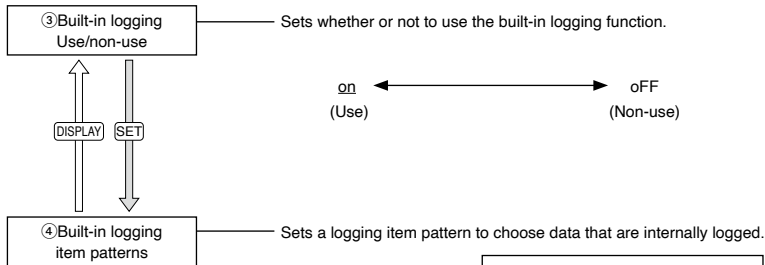 ③Built-in logging
Use/non-use
Sets whether or not to use the built-in logging function.
on
oFF
(Use)
(Non-use)
DISPLAY
SET
④Built-in logging
item patterns
Sets a logging item pattern to choose data that are internally logged.